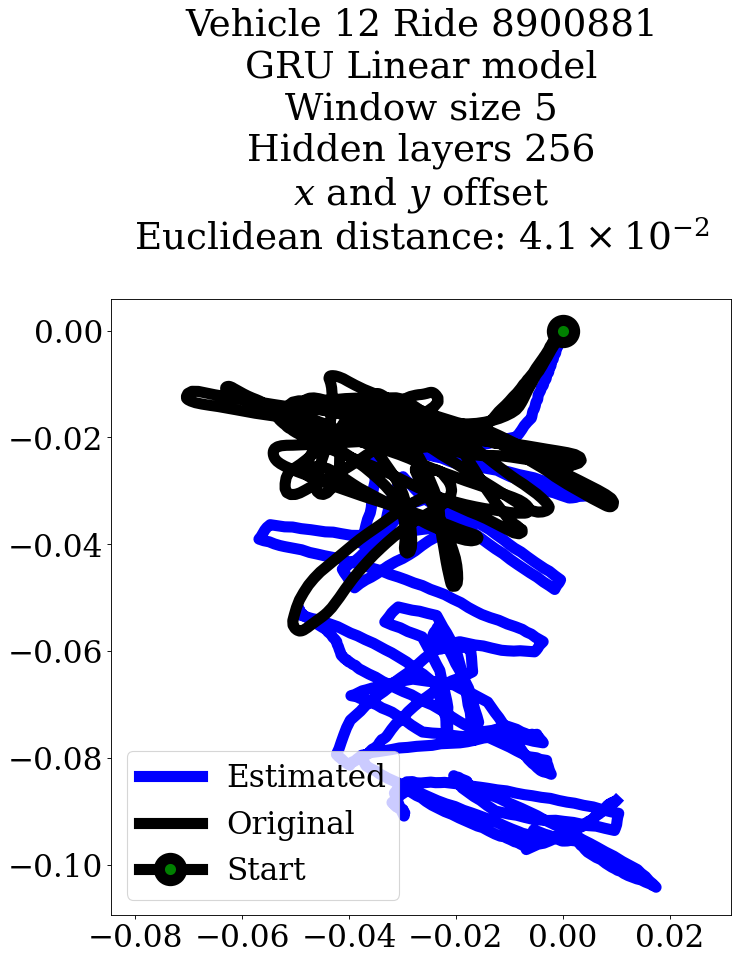 Vehicle 12 Ride 8900881
GRU Linear model
Window size 5
Hidden layers 256
x and y offset
Euclidean distance: 4.1 × 10⁻²
0.00
−0.02
−0.04
−0.06
−0.08
−0.10
Estimated
Original
Start
−0.08 −0.06 −0.04 −0.02 0.00 0.02